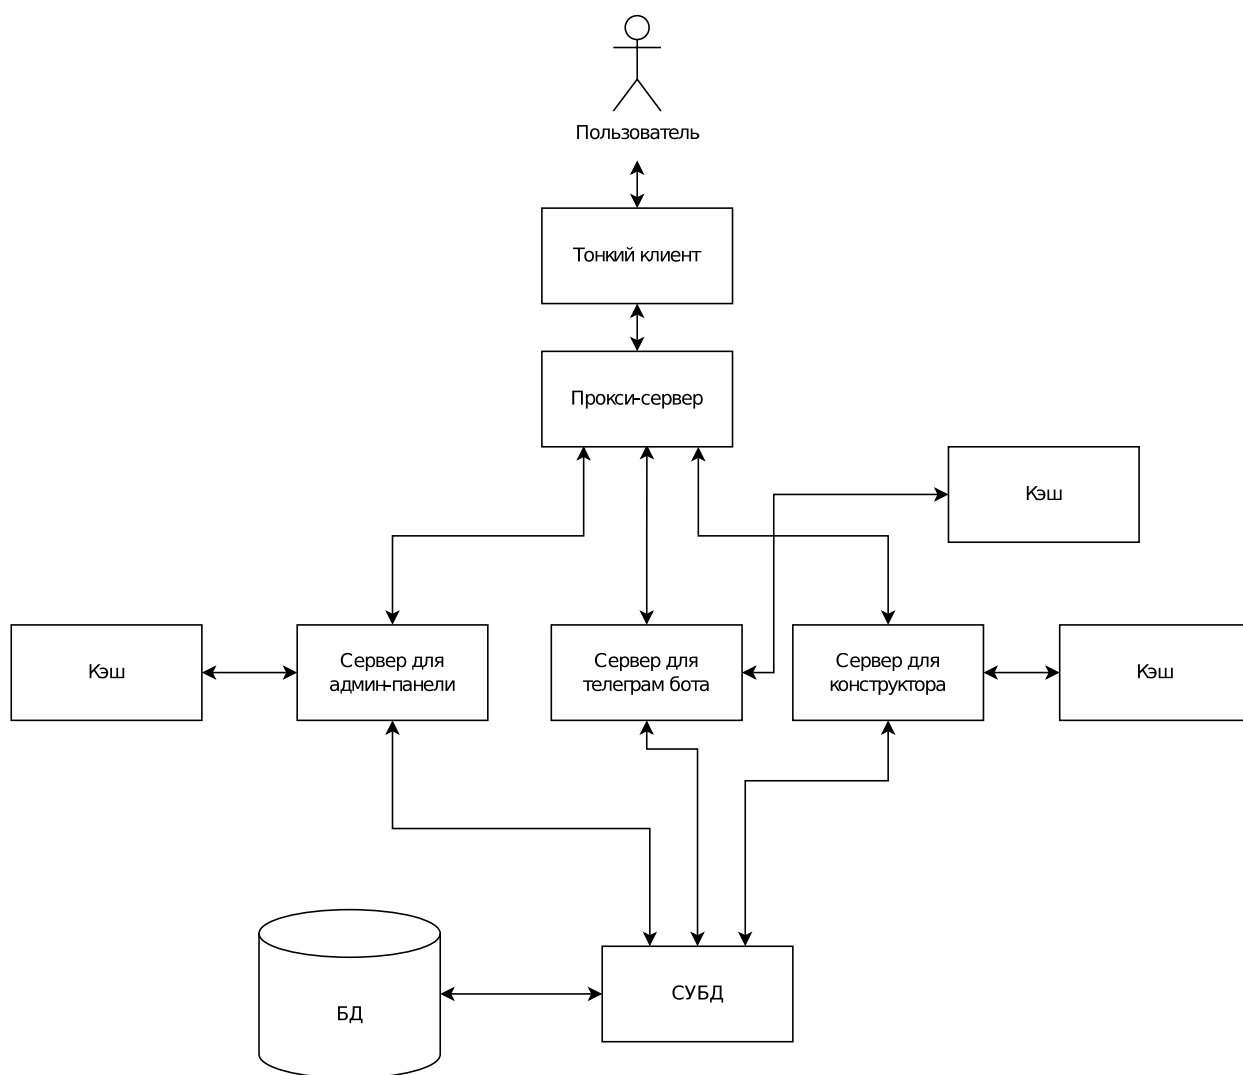 Пользователь
Тонкий клиент
Прокси-сервер
Кэш
Кэш
Сервер для
админ-панели
Сервер для
телеграм бота
Сервер для
конструктора
Кэш
БД
СУБД